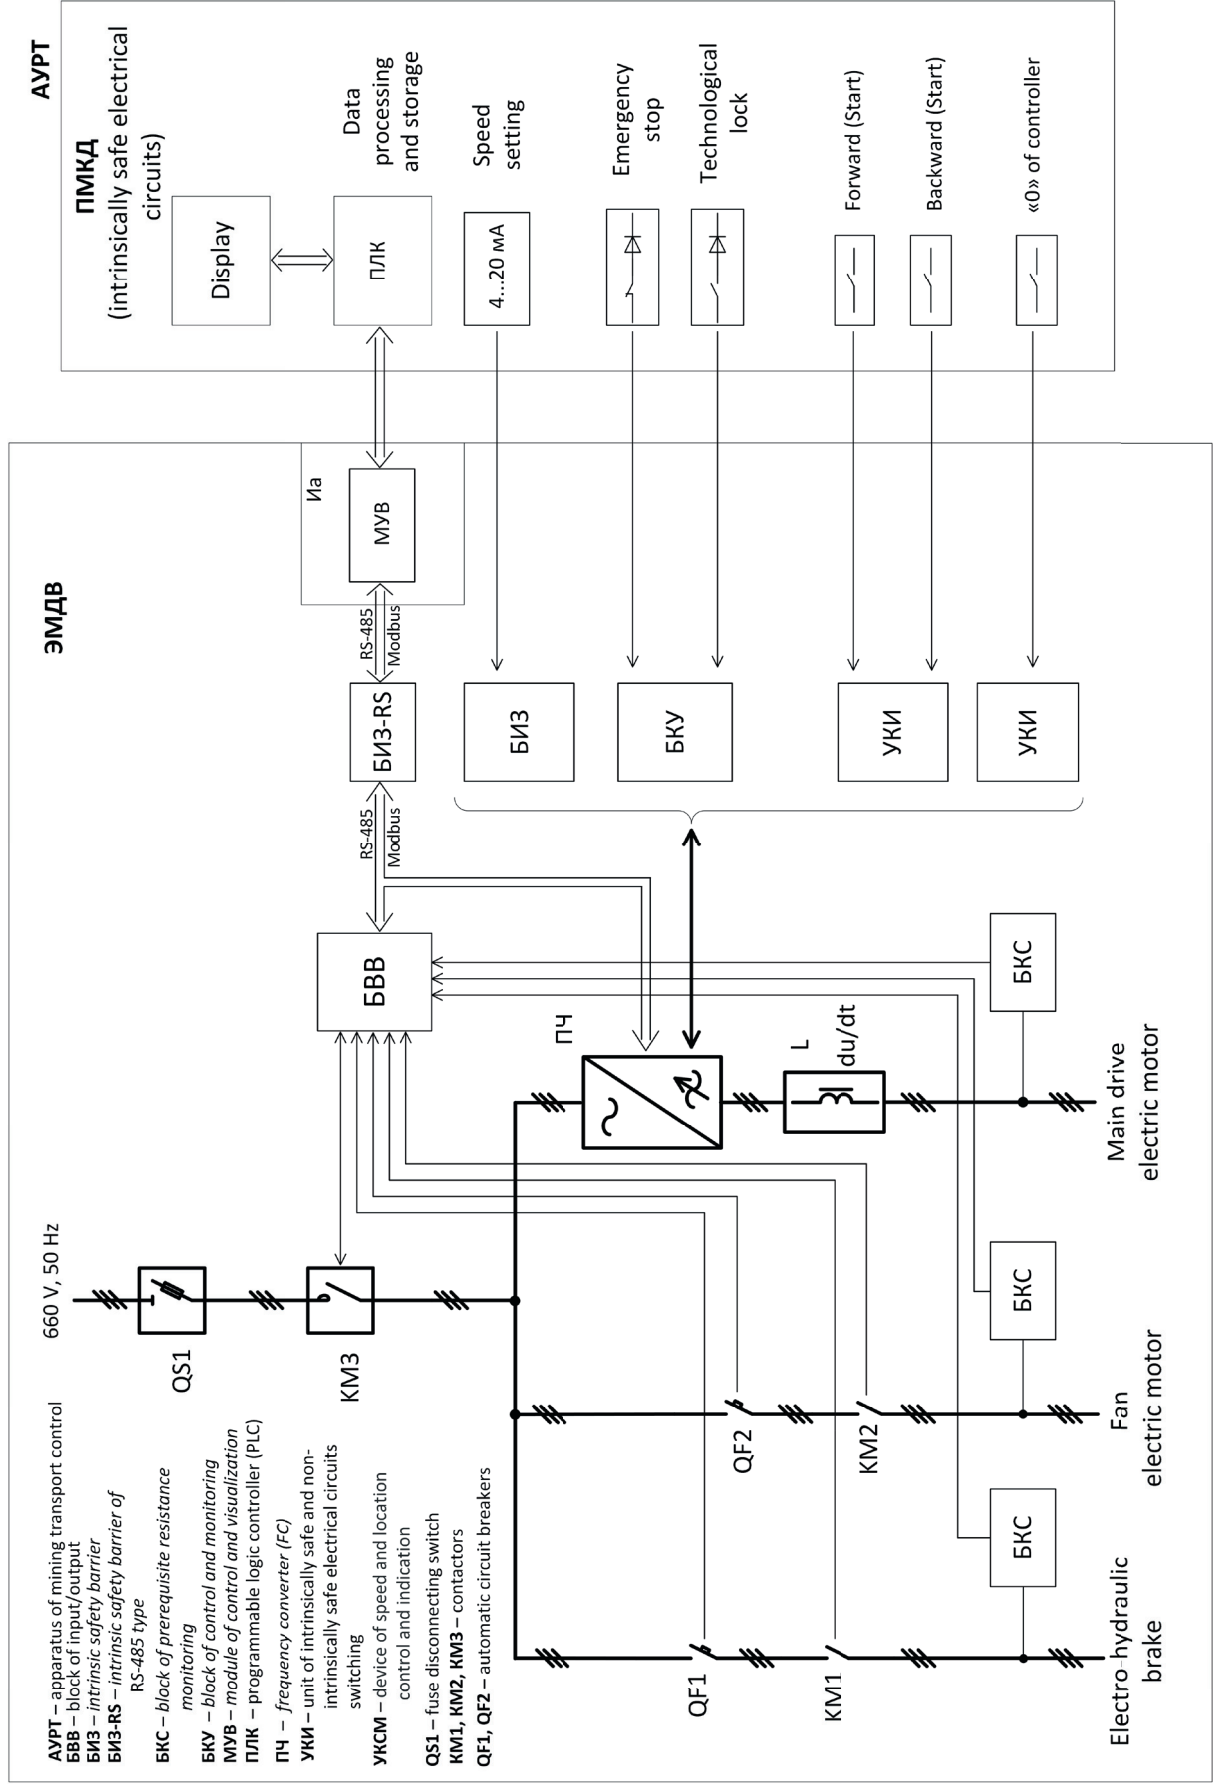 АУРТ
ПМКД
(intrinsically safe electrical
circuits)
Display
ПЛК
Data
processing
and storage
4...20 мА
Speed
setting
Emergency
stop
Technological
lock
Forward (Start)
Backward (Start)
«0» of controller
ЭМДВ
Иа
МУВ
RS-485
Modbus
БИЗ-RS
БИЗ
БКУ
УКИ
УКИ
RS-485
Modbus
БВВ
ПЧ
L
du/dt
БКС
Main drive
electric motor
660 V, 50 Hz
QS1
КМ3
QF2
КМ2
БКС
Fan
electric motor
QF1
КМ1
БКС
Electro-hydraulic
brake
АУРТ – apparatus of mining transport control
БВВ – block of input/output
БИЗ – intrinsic safety barrier
БИЗ-RS – intrinsic safety barrier of
RS-485 type
БКС – block of prerequisite resistance
monitoring
БКУ – block of control and monitoring
МУВ – module of control and visualization
ПЛК – programmable logic controller (PLC)
ПЧ – frequency converter (FC)
УКИ – unit of intrinsically safe and non-
intrinsically safe electrical circuits
switching
УКСМ – device of speed and location
control and indication
QS1 – fuse disconnecting switch
КМ1, КМ2, КМ3 – contactors
QF1, QF2 – automatic circuit breakers